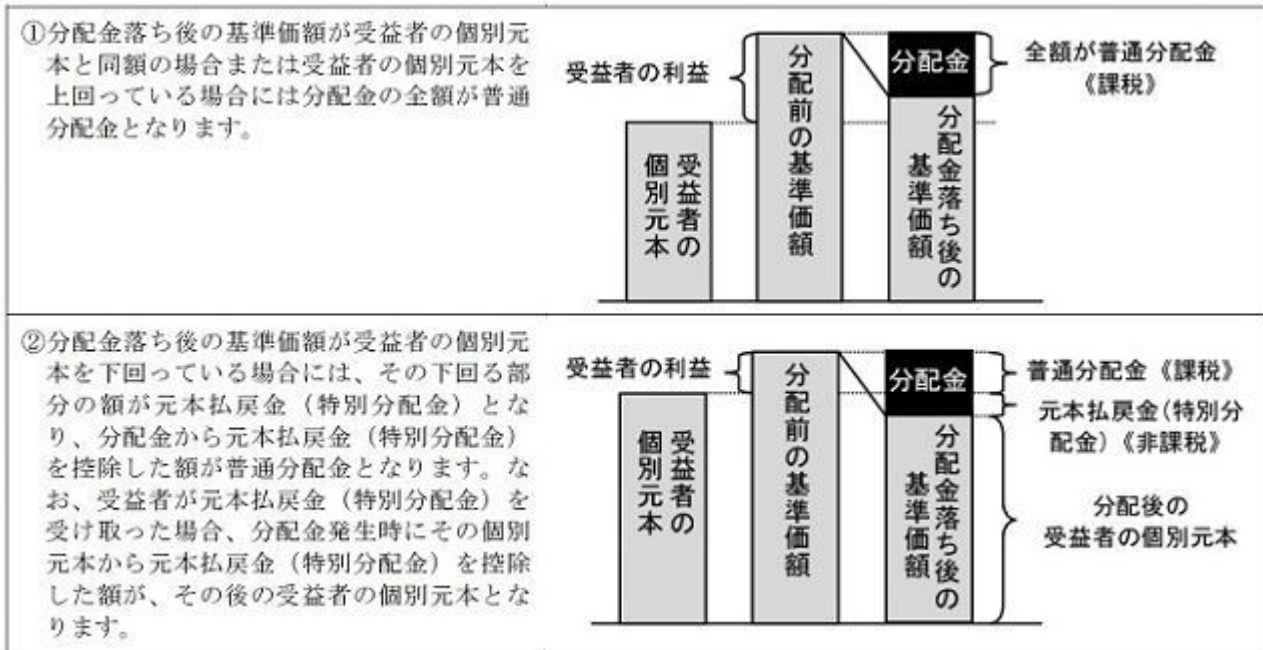 ①分配金落ち後の基準価額が受益者の個別元
本と同額の場合または受益者の個別元本を
上回っている場合には分配金の全額が普通
分配金となります。
受益者の利益
受益者の
個別元本
分配前の基準価額
分配金
分配金落ち後の
基準価額
全額が普通分配金
《課税》
②分配金落ち後の基準価額が受益者の個別元
本を下回っている場合には、その下回る部
分の額が元本払戻金（特別分配金）とな
り、分配金から元本払戻金（特別分配金）
を控除した額が普通分配金となります。な
お、受益者が元本払戻金（特別分配金）を
受け取った場合、分配金発生時にその個別
元本から元本払戻金（特別分配金）を控除
した額が、その後の受益者の個別元本とな
ります。
受益者の利益
受益者の
個別元本
分配前の基準価額
分配金
分配金落ち後の
基準価額
普通分配金《課税》
元本払戻金(特別分
配金)《非課税》
分配後の
受益者の個別元本